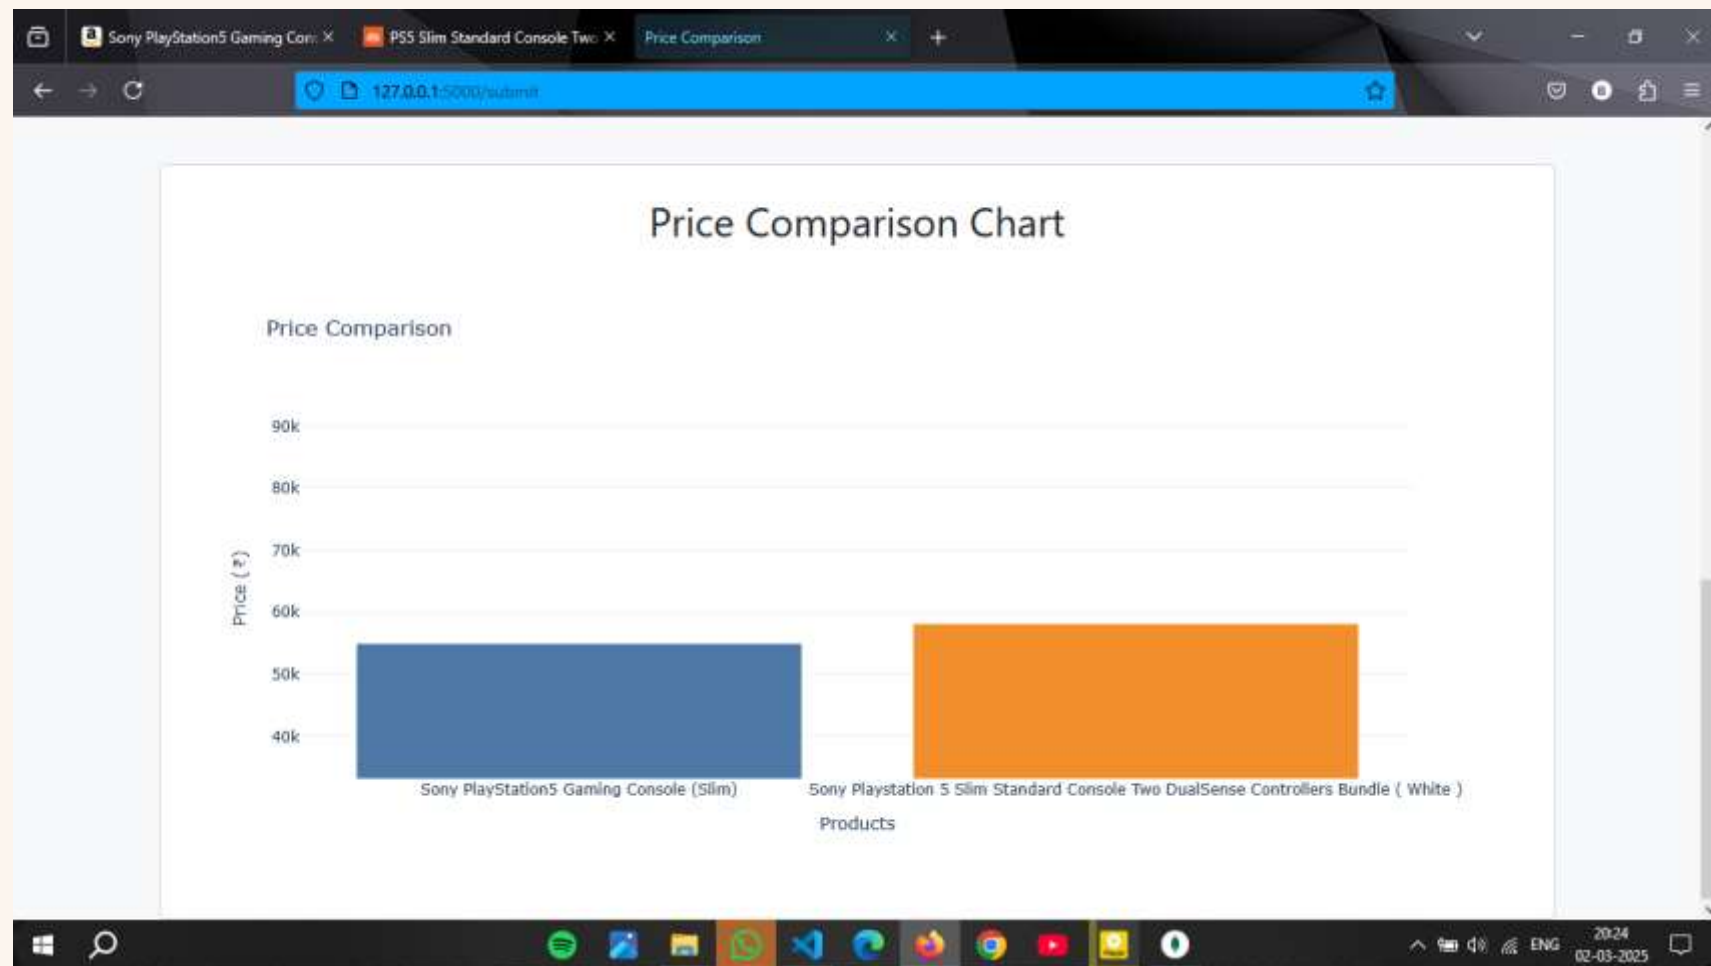 Sony PlayStation5 Gaming Con:
PS5 Slim Standard Console Two
Price Comparison
127.0.0.1:5000/submit
Price Comparison Chart
Price Comparison
90k
80k
70k
60k
50k
40k
Price (₹)
Sony PlayStation5 Gaming Console (Slim)
Sony Playstation 5 Slim Standard Console Two DualSense Controllers Bundle ( White )
Products
ENG
20:24
02-03-2025